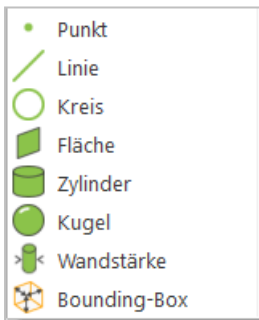 Punkt
Linie
Kreis
Fläche
Zylinder
Kugel
Wandstärke
Bounding-Box